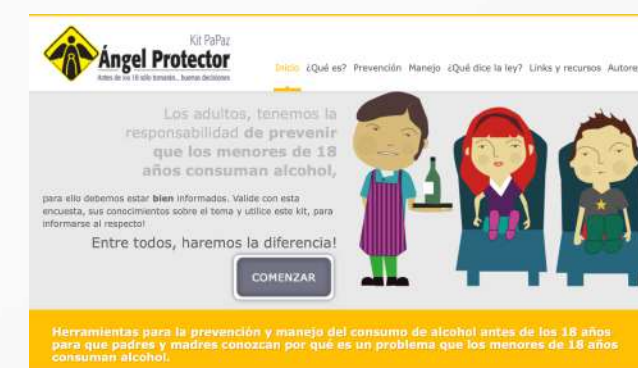 Kit PaPaz
Ángel Protector
Antes de los 18 sólo tomarás... buenas decisiones
Inicio ¿Qué es? Prevención Manejo ¿Qué dice la ley? Links y recursos Autore
Los adultos, tenemos la
responsabilidad de prevenir
que los menores de 18
años consuman alcohol,
para ello debemos estar bien informados. Valide con esta
encuesta, sus conocimientos sobre el tema y utilice este kit, para
informarse al respecto!
Entre todos, haremos la diferencia!
COMENZAR
Herramientas para la prevención y manejo del consumo de alcohol antes de los 18 años
para que padres y madres conozcan por qué es un problema que los menores de 18 años
consuman alcohol.